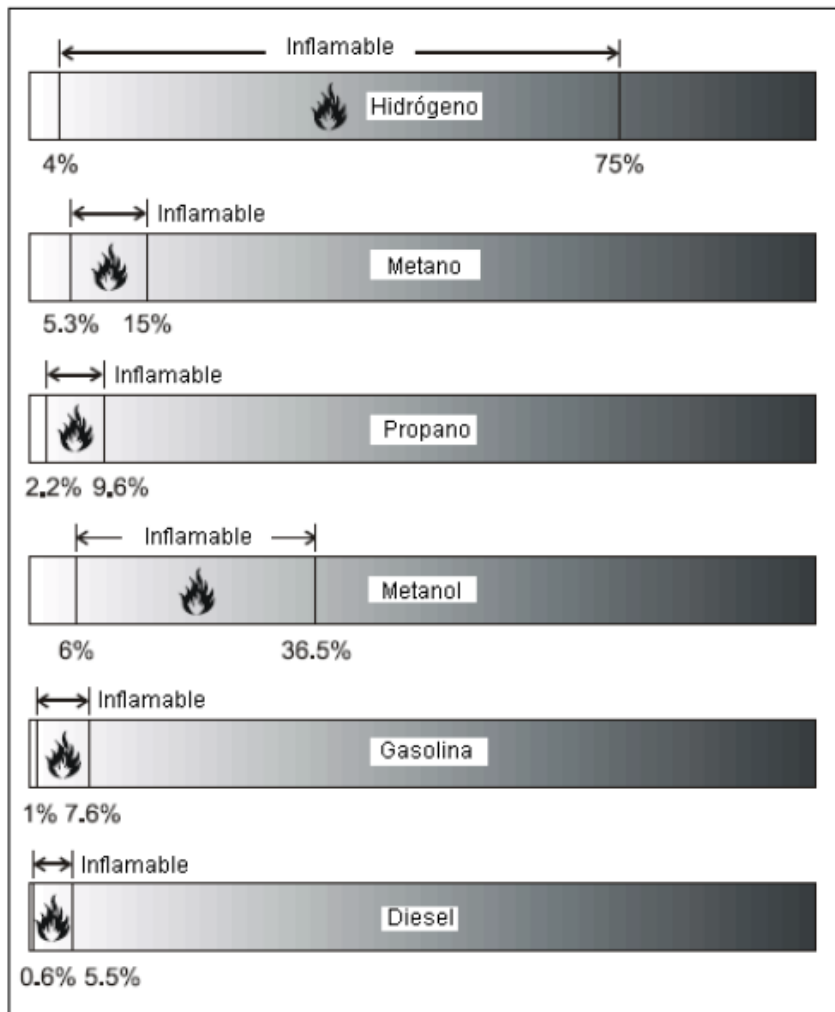 Inflamable
Hidrógeno
4% 75%
Inflamable
Metano
5.3% 15%
Inflamable
Propano
2.2% 9.6%
Inflamable
Metanol
6% 36.5%
Inflamable
Gasolina
1% 7.6%
Inflamable
Diesel
0.6% 5.5%